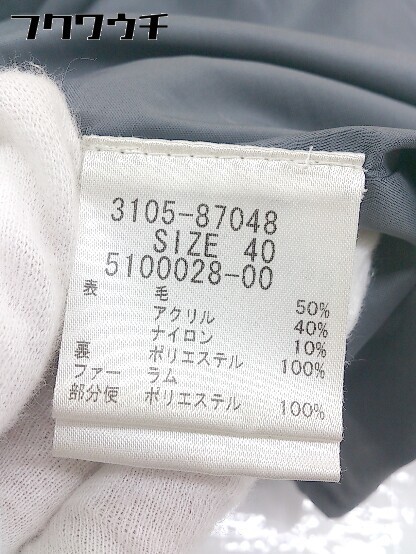 フクワウチ
3105-87048
SIZE 40
5100028-00
表 毛 50%
アクリル 40%
ナイロン 10%
裏 ポリエステル 100%
ファー ラム
部分使 ポリエステル 100%